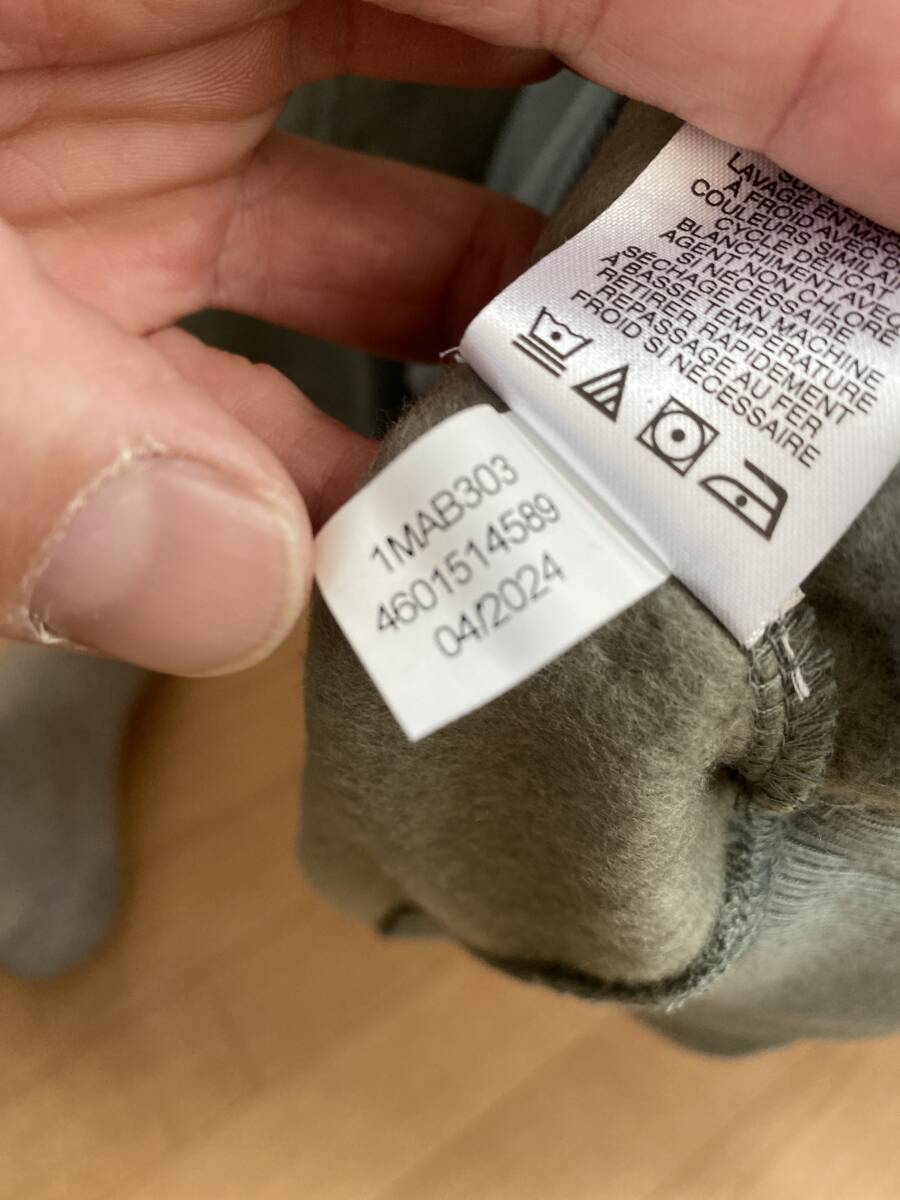 LAVAGE EN MAC
À FROID AVEC D
COULEURS SIMILAI
CYCLE DÉLICAT
BLANCHIMENT AVEC
AGENT NON CHLORÉ
SI NÉCESSAIRE
SÉCHAGE EN MACHINE
À BASSE TEMPÉRATURE
RETIRER RAPIDEMENT
REPASSAGE AU FER
FROID SI NÉCESSAIRE
1MAB303
4601514589
04/2024